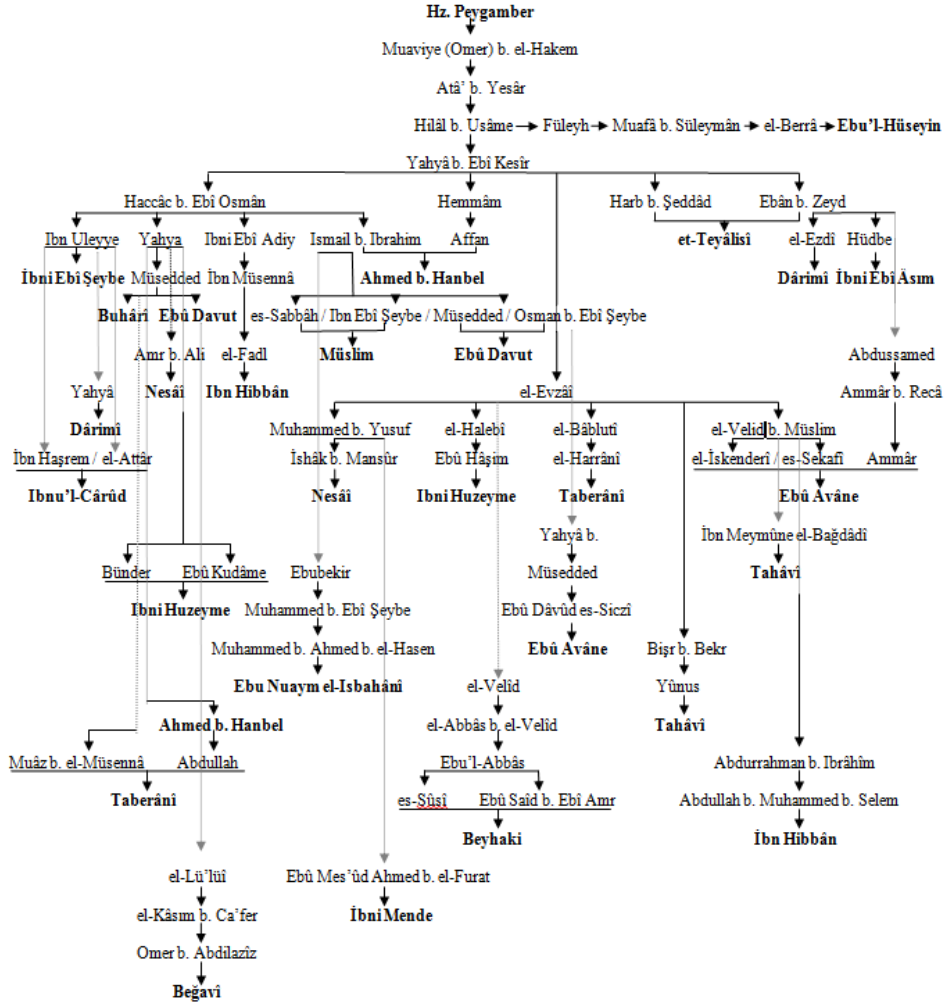 Hz. Peygamber
Muaviye (Omer) b. el-Hakem
Atâ' b. Yesâr
Hilâl b. Usâme Füleyh Muafâ b. Süleymân el-Berrâ Ebu'l-Hüseyin
Yahyâ b. Ebî Kesîr
Haccâc b. Ebî Osmân Hemmâm Harb b. Şeddâd Ebân b. Zeyd
Ibn Uleyye Yahya Ibni Ebî Adiy Ismail b. Ibrahim Affan et-Teyâlisî el-Ezdî Hüdbe
İbni Ebî Şeybe Müsedded İbn Müsennâ Ahmed b. Hanbel Dârimî İbni Ebî Âsım
Buhârî Ebû Davut es-Sabbâh / Ibn Ebî Şeybe / Müsedded / Osman b. Ebî Şeybe
Amr b. Ali el-Fadl Müslim Ebû Davut Abdussamed
Yahyâ Nesâî Ibn Hibbân el-Evzâî Ammâr b. Recâ
Dârimî Muhammed b. Yusuf el-Halebî el-Bâblutî el-Velid b. Müslim
İbn Haşrem / el-Attâr İshâk b. Mansûr Ebû Hâşim el-Harrânî el-İskenderî / es-Sekafî Ammâr
Ibnu'l-Cârûd Nesâî Ibni Huzeyme Taberânî Ebû Avâne
Yahyâ b. İbn Meymûne el-Bağdâdî
Bünder Ebû Kudâme Ebubekir Müsedded Tahâvî
Ibni Huzeyme Muhammed b. Ebî Şeybe Ebû Dâvûd es-Siczî
Muhammed b. Ahmed b. el-Hasen Ebû Avâne Bişr b. Bekr
Ebu Nuaym el-Isbahânî el-Velîd Yûnus
Ahmed b. Hanbel el-Abbâs b. el-Velîd Tahâvî
Muâz b. el-Müsennâ Abdullah Ebu'l-Abbâs Abdurrahman b. Ibrâhîm
Taberânî es-Sûsî Ebû Saîd b. Ebî Amr Abdullah b. Muhammed b. Selem
Beyhaki İbn Hibbân
el-Lü'lüî Ebû Mes'ûd Ahmed b. el-Furat
el-Kâsım b. Ca'fer İbni Mende
Omer b. Abdilazîz
Beğavî